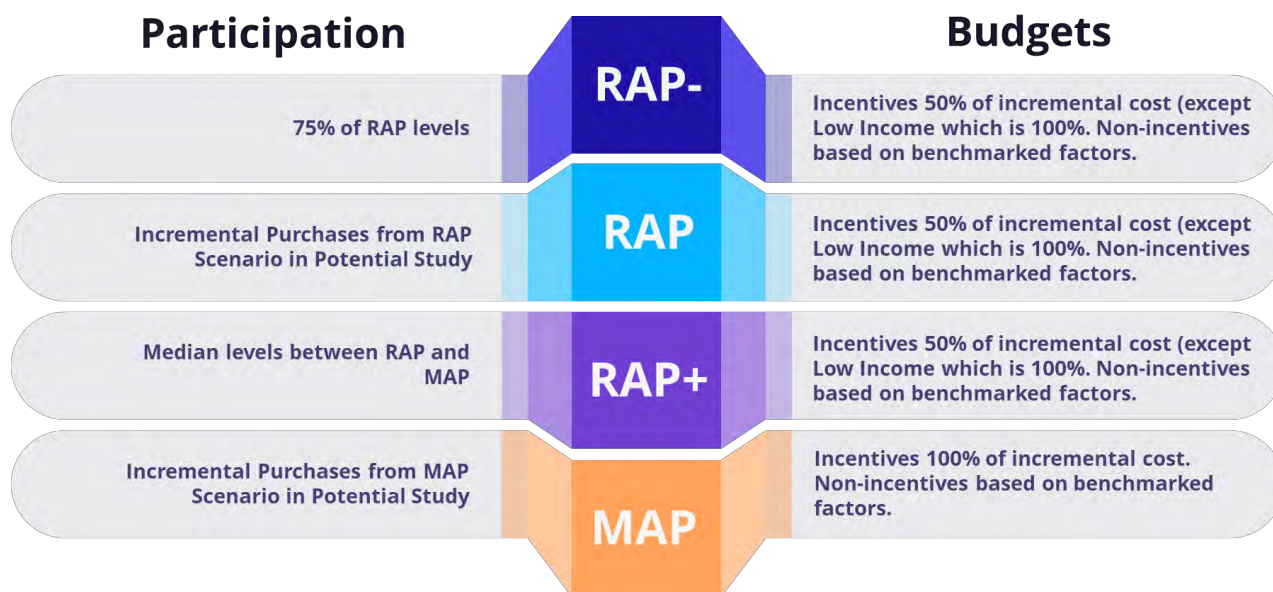 Participation
Budgets
RAP-
75% of RAP levels
Incentives 50% of incremental cost (except
Low Income which is 100%. Non-incentives
based on benchmarked factors.
RAP
Incremental Purchases from RAP
Scenario in Potential Study
Incentives 50% of incremental cost (except
Low Income which is 100%. Non-incentives
based on benchmarked factors.
RAP+
Median levels between RAP and
MAP
Incentives 50% of incremental cost (except
Low Income which is 100%. Non-incentives
based on benchmarked factors.
MAP
Incremental Purchases from MAP
Scenario in Potential Study
Incentives 100% of incremental cost.
Non-incentives based on benchmarked
factors.